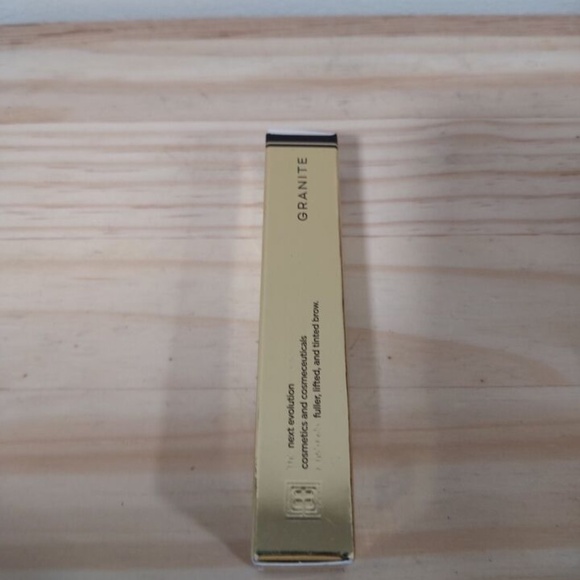 GRANITE
next evolution
cosmetics and cosmeceuticals
fuller, lifted, and tinted brow.